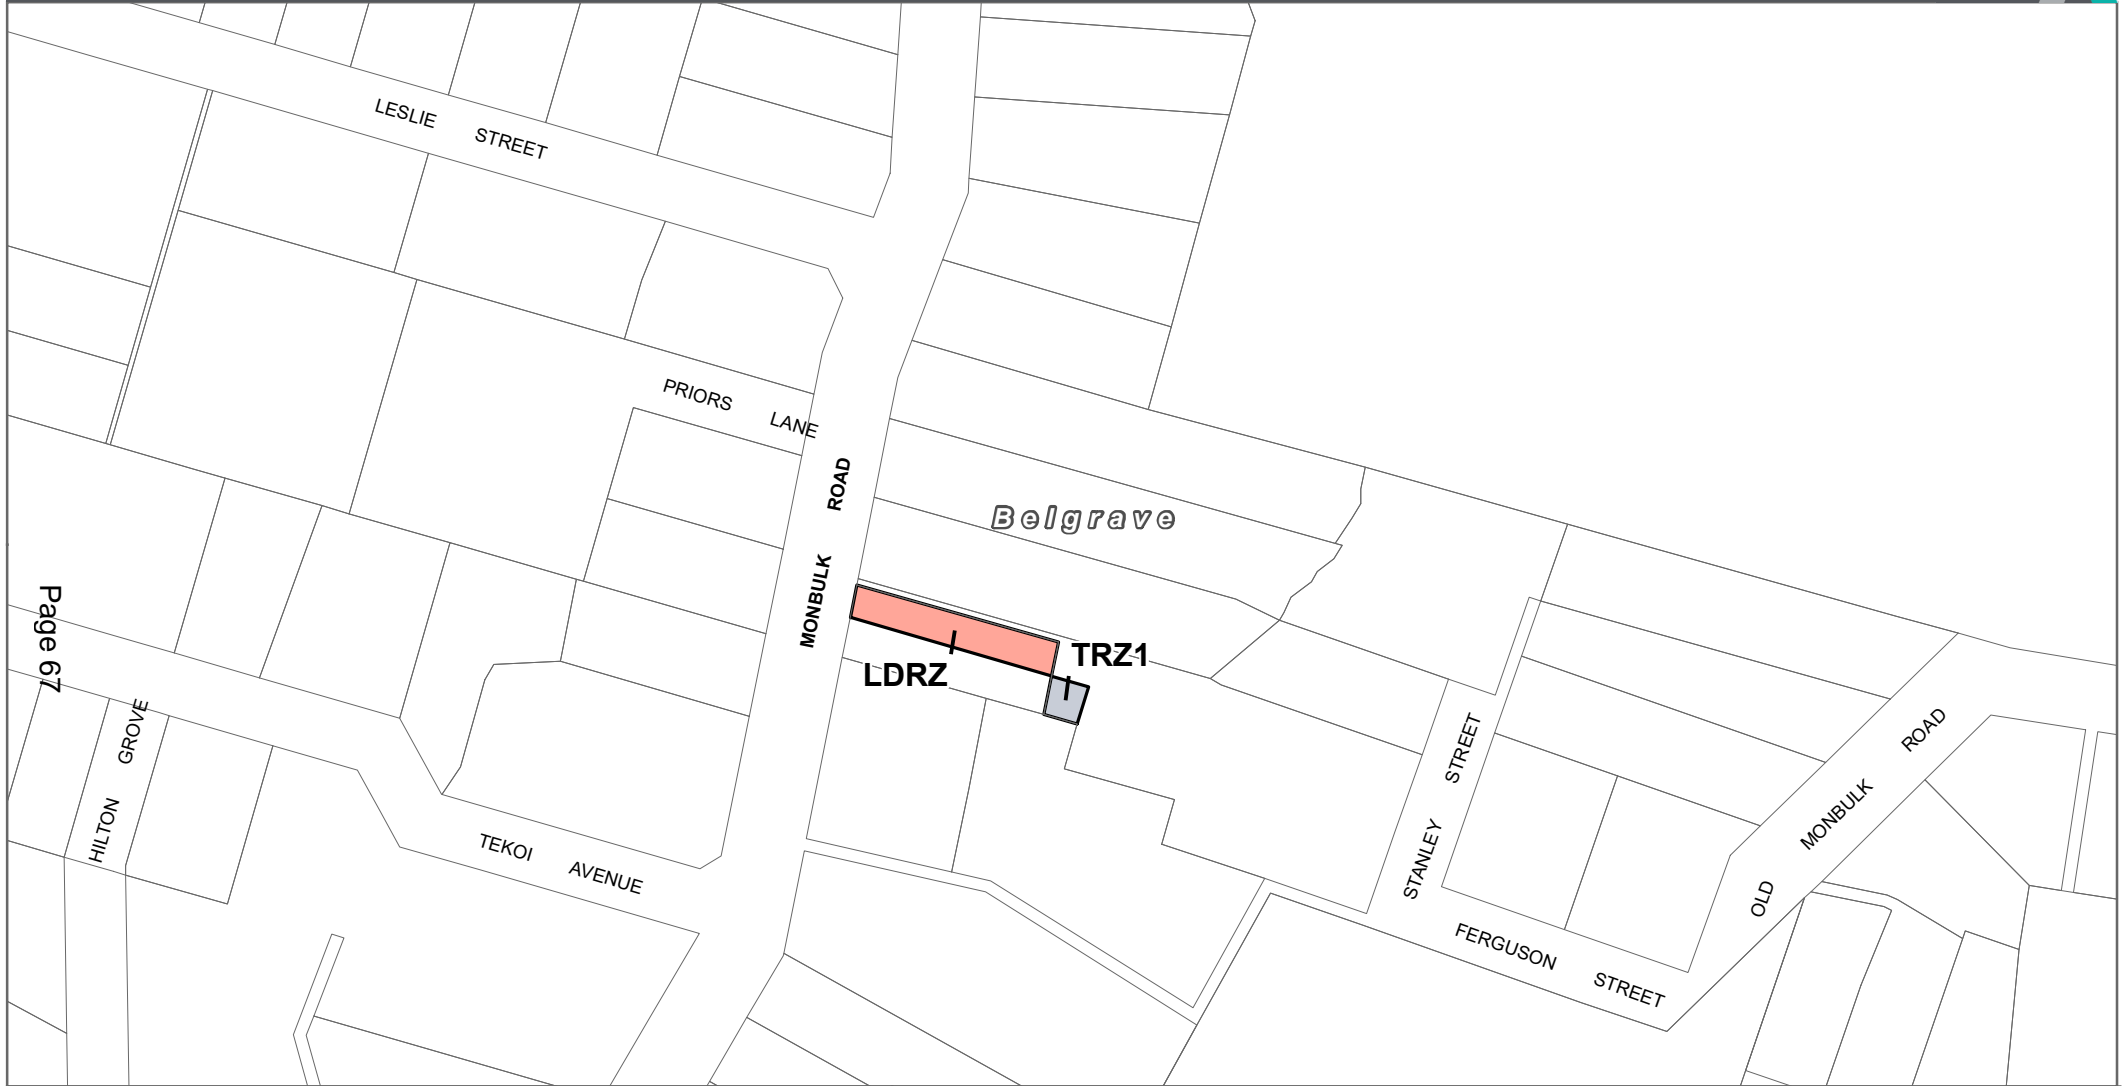 LESLIE STREET
PRIORS LANE
MONBULK ROAD
Belgrave
TRZ1
LDRZ
Page 67
HILTON GROVE
TEKOI AVENUE
STANLEY STREET
FERGUSON STREET
OLD MONBULK ROAD